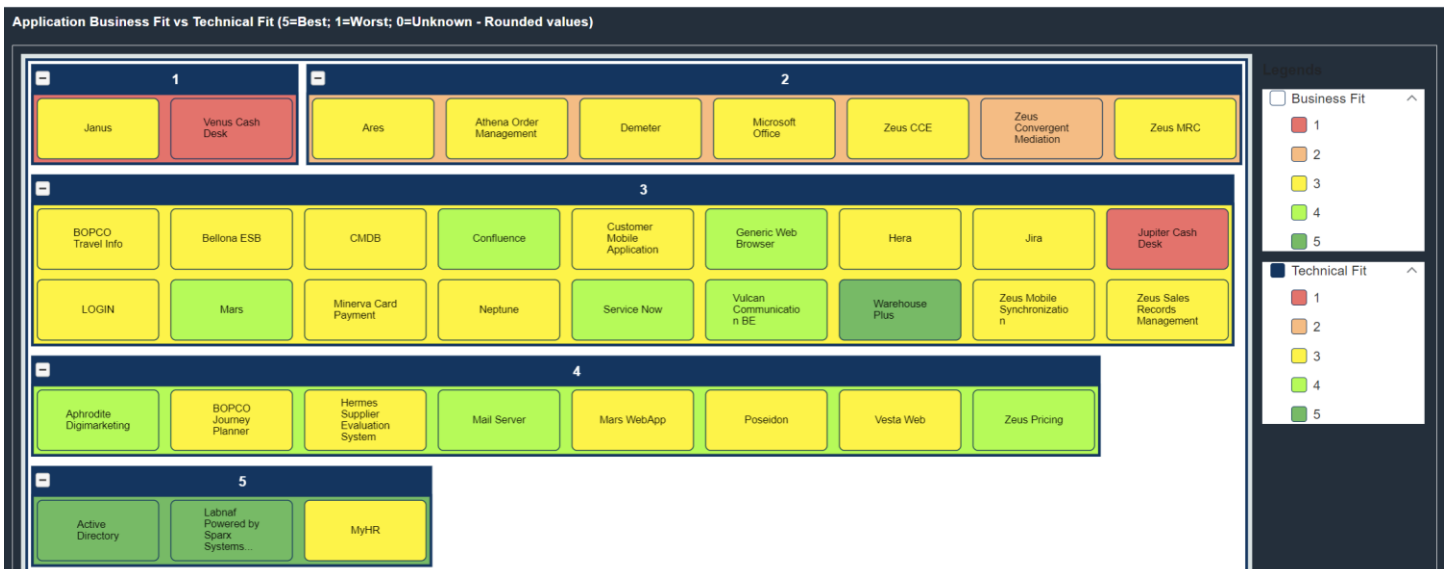 Application Business Fit vs Technical Fit (5=Best; 1=Worst; 0=Unknown - Rounded values)
1
Janus
Venus Cash
Desk
2
Ares
Athena Order
Management
Demeter
Microsoft
Office
Zeus CCE
Zeus
Convergent
Mediation
Zeus MRC
3
BOPCO
Travel Info
Bellona ESB
CMDB
Confluence
Customer
Mobile
Application
Generic Web
Browser
Hera
Jira
Jupiter Cash
Desk
LOGIN
Mars
Minerva Card
Payment
Neptune
Service Now
Vulcan
Communicatio
n BE
Warehouse
Plus
Zeus Mobile
Synchronizatio
n
Zeus Sales
Records
Management
4
Aphrodite
Digimarketing
BOPCO
Journey
Planner
Hermes
Supplier
Evaluation
System
Mail Server
Mars WebApp
Poseidon
Vesta Web
Zeus Pricing
5
Active
Directory
Labnaf
Powered by
Sparx
Systems...
MyHR
Legends
Business Fit
1
2
3
4
5
Technical Fit
1
2
3
4
5